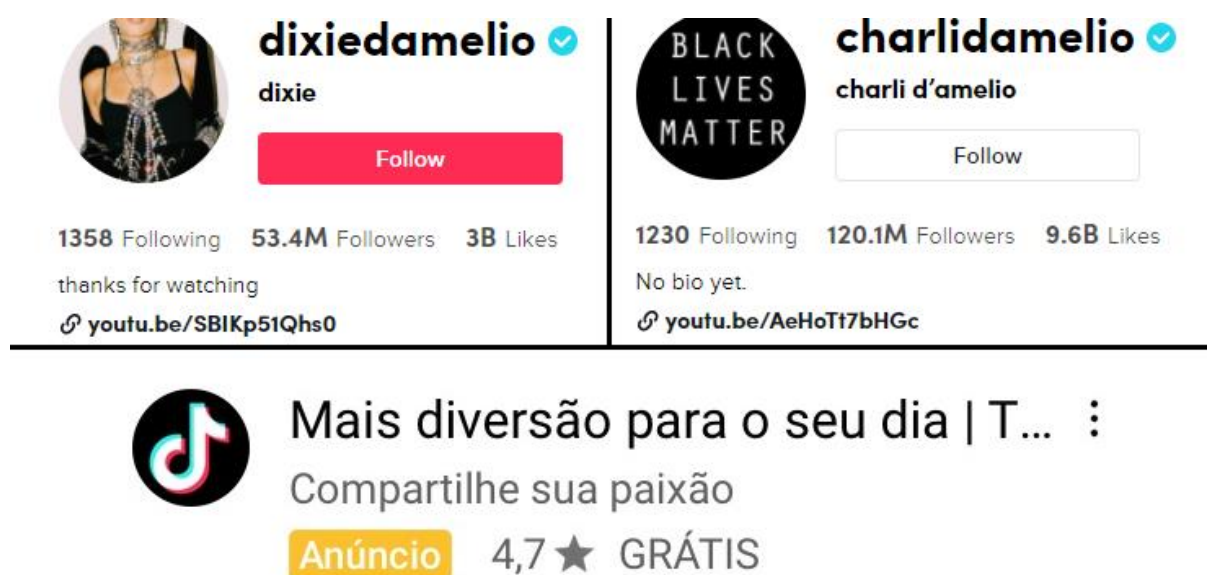 dixiedamelio
dixie
Follow
1358 Following 53.4M Followers 3B Likes
thanks for watching
youtu.be/SBIKp51Qhs0
BLACK
LIVES
MATTER
charlidamelio
charli d’amelio
Follow
1230 Following 120.1M Followers 9.6B Likes
No bio yet.
youtu.be/AeHoTt7bHGc
Mais diversão para o seu dia | T...
Compartilhe sua paixão
Anúncio 4,7★ GRÁTIS